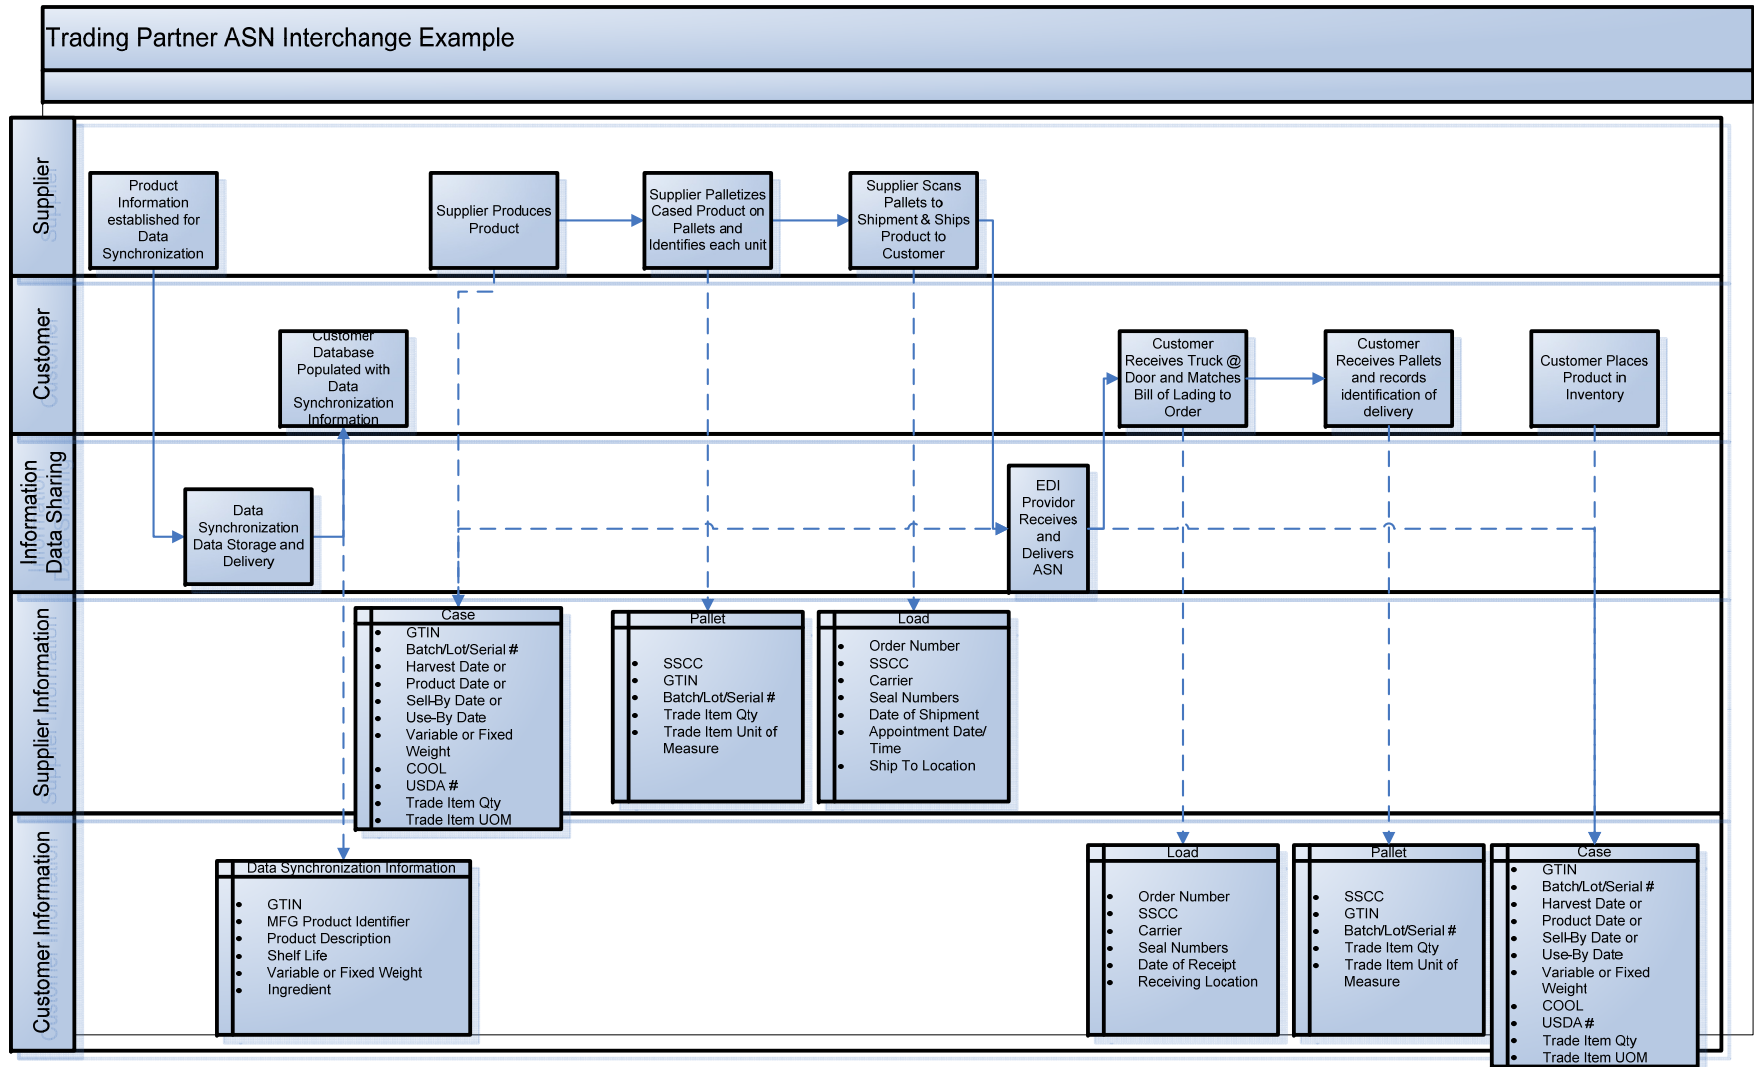 Trading Partner ASN Interchange Example
Supplier
Product
Information
established for
Data
Synchronization
Supplier Produces
Product
Supplier Palletizes
Cased Product on
Pallets and
Identifies each unit
Supplier Scans
Pallets to
Shipment & Ships
Product to
Customer
Customer
Customer
Database
Populated with
Data
Synchronization
Information
Customer
Receives Truck @
Door and Matches
Bill of Lading to
Order
Customer
Receives Pallets
and records
identification of
delivery
Customer Places
Product in
Inventory
Information
Data Sharing
Data
Synchronization
Data Storage and
Delivery
EDI
Providor
Receives
and
Delivers
ASN
Supplier Information
Case
• GTIN
• Batch/Lot/Serial #
• Harvest Date or
• Product Date or
• Sell-By Date or
• Use-By Date
• Variable or Fixed
Weight
• COOL
• USDA #
• Trade Item Qty
• Trade Item UOM
Pallet
• SSCC
• GTIN
• Batch/Lot/Serial #
• Trade Item Qty
• Trade Item Unit of
Measure
Load
• Order Number
• SSCC
• Carrier
• Seal Numbers
• Date of Shipment
• Appointment Date/
Time
• Ship To Location
Customer Information
Data Synchronization Information
• GTIN
• MFG Product Identifier
• Product Description
• Shelf Life
• Variable or Fixed Weight
• Ingredient
Load
• Order Number
• SSCC
• Carrier
• Seal Numbers
• Date of Receipt
• Receiving Location
Pallet
• SSCC
• GTIN
• Batch/Lot/Serial #
• Trade Item Qty
• Trade Item Unit of
Measure
Case
• GTIN
• Batch/Lot/Serial #
• Harvest Date or
• Product Date or
• Sell-By Date or
• Use-By Date
• Variable or Fixed
Weight
• COOL
• USDA #
• Trade Item Qty
• Trade Item UOM